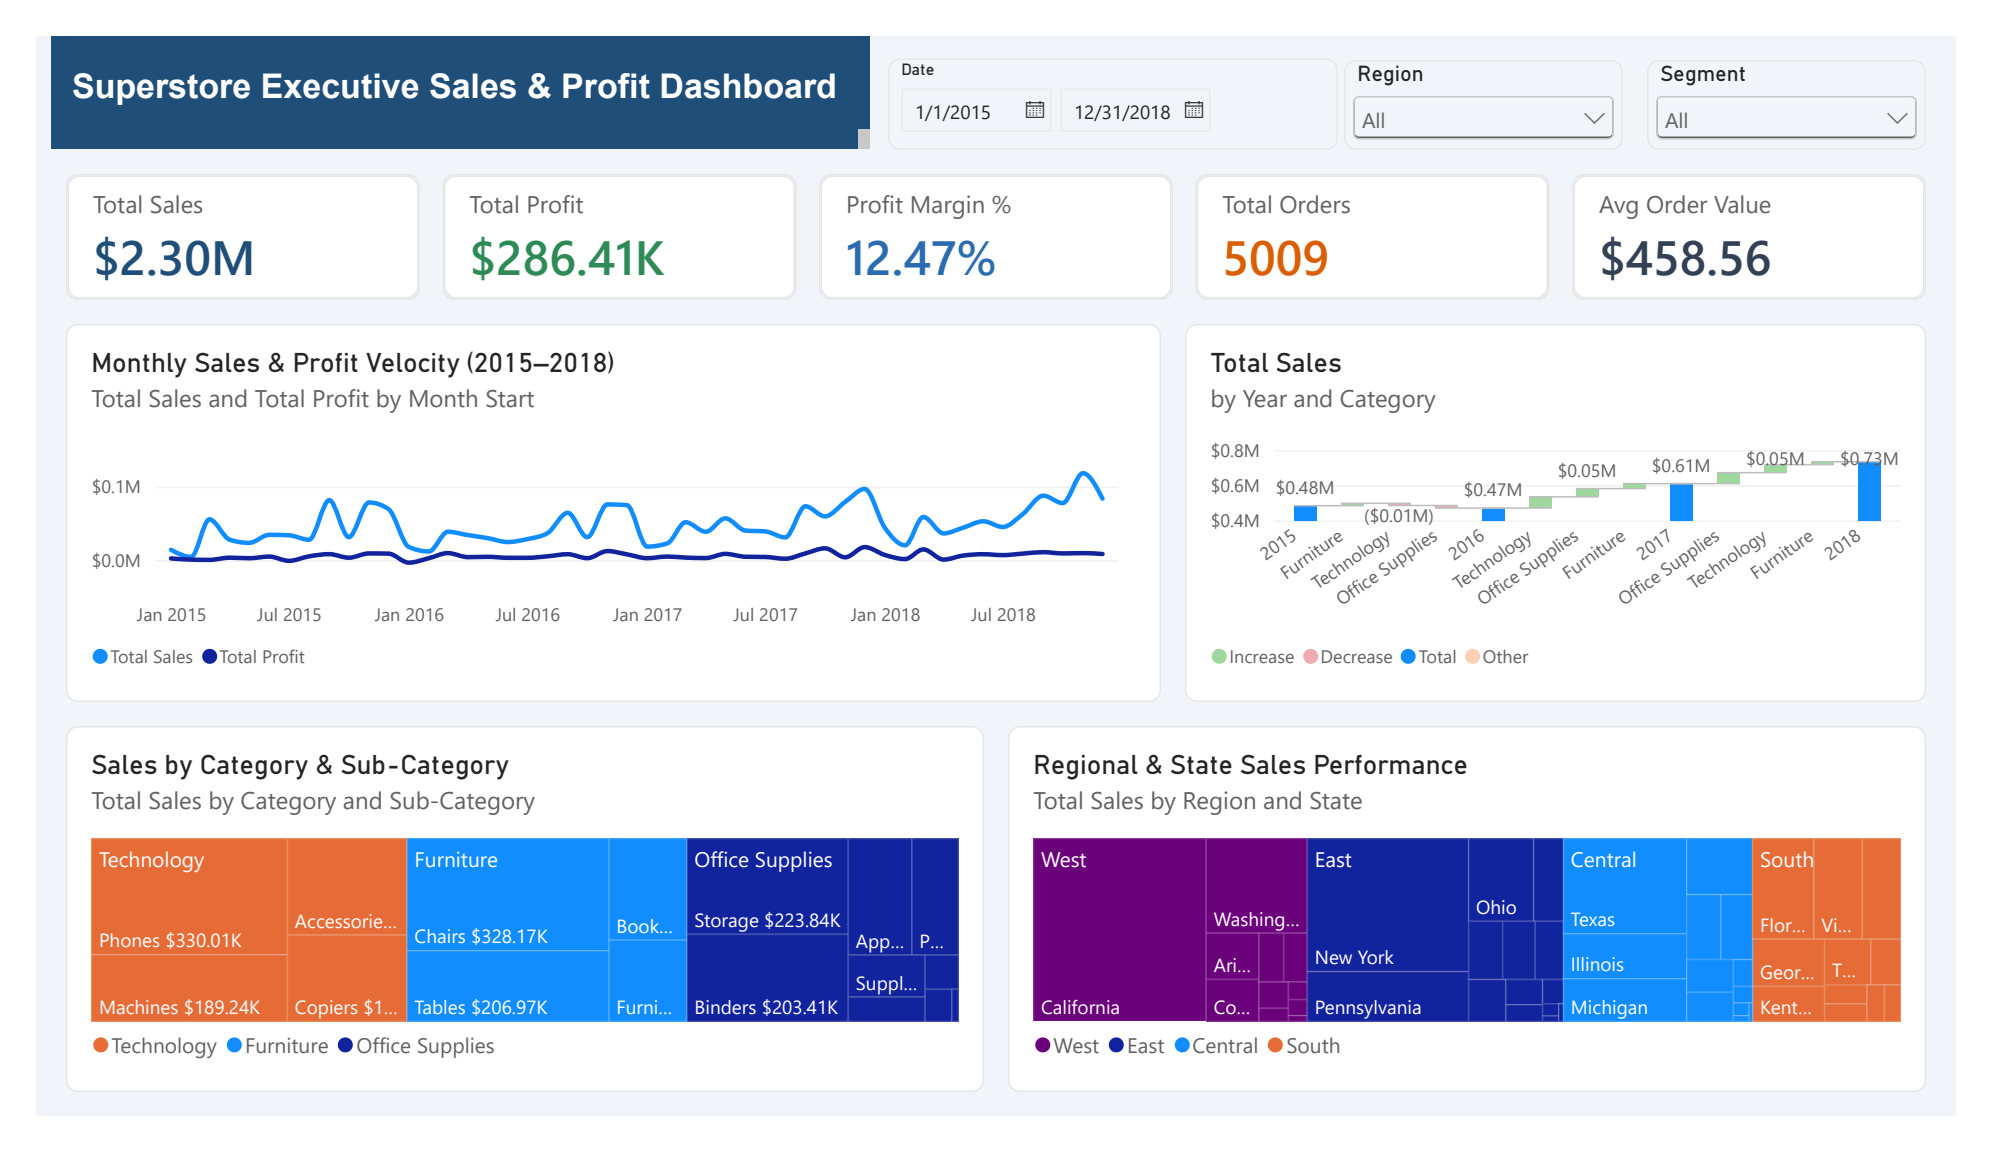 Superstore Executive Sales & Profit Dashboard
Date
1/1/2015
12/31/2018
Region
All
Segment
All
Total Sales
$2.30M
Total Profit
$286.41K
Profit Margin %
12.47%
Total Orders
5009
Avg Order Value
$458.56
Monthly Sales & Profit Velocity (2015–2018)
Total Sales and Total Profit by Month Start
$0.1M
$0.0M
Jan 2015
Jul 2015
Jan 2016
Jul 2016
Jan 2017
Jul 2017
Jan 2018
Jul 2018
Total Sales
Total Profit
Total Sales
by Year and Category
$0.8M
$0.6M
$0.4M
$0.48M
($0.01M)
$0.47M
$0.05M
$0.61M
$0.05M
$0.73M
2015
Furniture
Technology
Office Supplies
2016
Technology
Office Supplies
Furniture
2017
Office Supplies
Technology
Furniture
2018
Increase
Decrease
Total
Other
Sales by Category & Sub-Category
Total Sales by Category and Sub-Category
Technology
Phones $330.01K
Machines $189.24K
Accessorie...
Copiers $1...
Furniture
Chairs $328.17K
Tables $206.97K
Book...
Furni...
Office Supplies
Storage $223.84K
Binders $203.41K
App...
P...
Suppl...
Technology
Furniture
Office Supplies
Regional & State Sales Performance
Total Sales by Region and State
West
California
Washing...
Ari...
Co...
East
New York
Pennsylvania
Ohio
Central
Texas
Illinois
Michigan
South
Flor...
Vi...
Geor...
T...
Kent...
West
East
Central
South